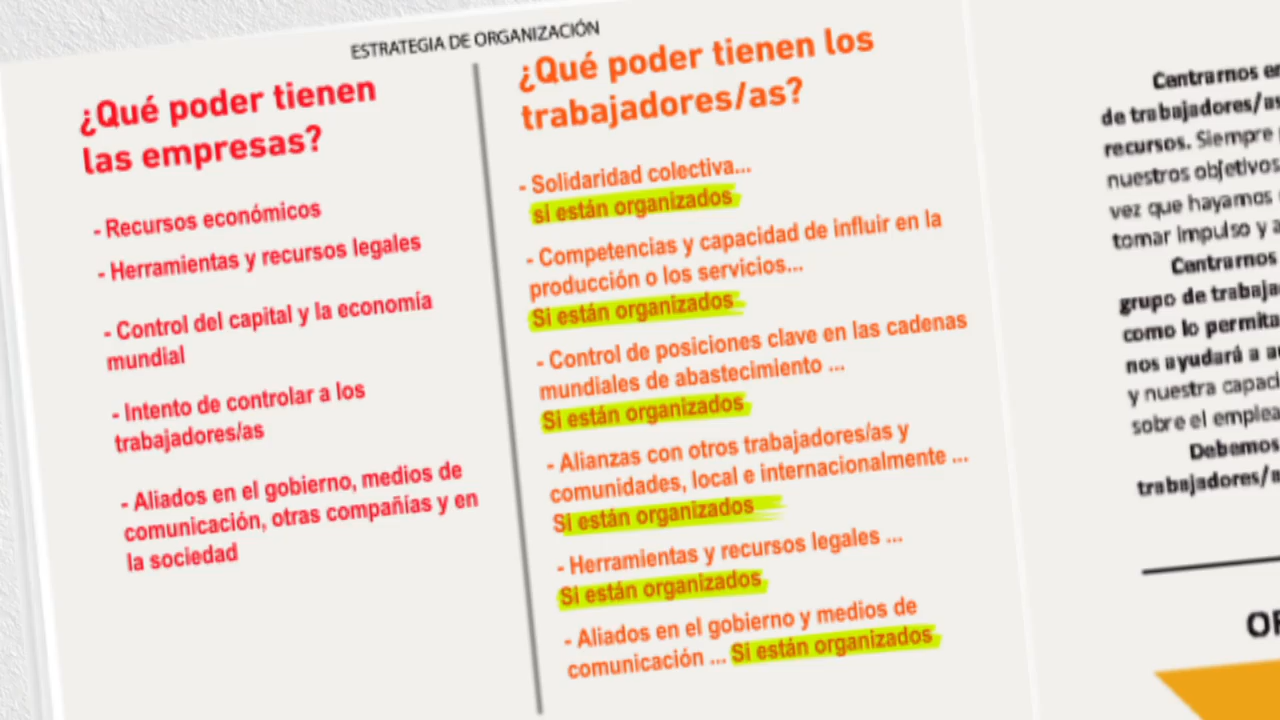 ESTRATEGIA DE ORGANIZACIÓN
¿Qué poder tienen
las empresas?
- Recursos económicos
- Herramientas y recursos legales
- Control del capital y la economía
mundial
- Intento de controlar a los
trabajadores/as
- Aliados en el gobierno, medios de
comunicación, otras compañías y en
la sociedad
¿Qué poder tienen los
trabajadores/as?
- Solidaridad colectiva...
si están organizados
- Competencias y capacidad de influir en la
producción o los servicios...
Si están organizados
- Control de posiciones clave en las cadenas
mundiales de abastecimiento ...
Si están organizados
- Alianzas con otros trabajadores/as y
comunidades, local e internacionalmente ...
Si están organizados
- Herramientas y recursos legales ...
Si están organizados
- Aliados en el gobierno y medios de
comunicación ... Si están organizados
Centrarnos
de trabajadores/as
recursos. Siempre
nuestros objetivos
vez que hayamos
tomar impulso y
Centrarnos
grupo de
como lo
nos ayudará a
y nuestra
sobre el
Debemos